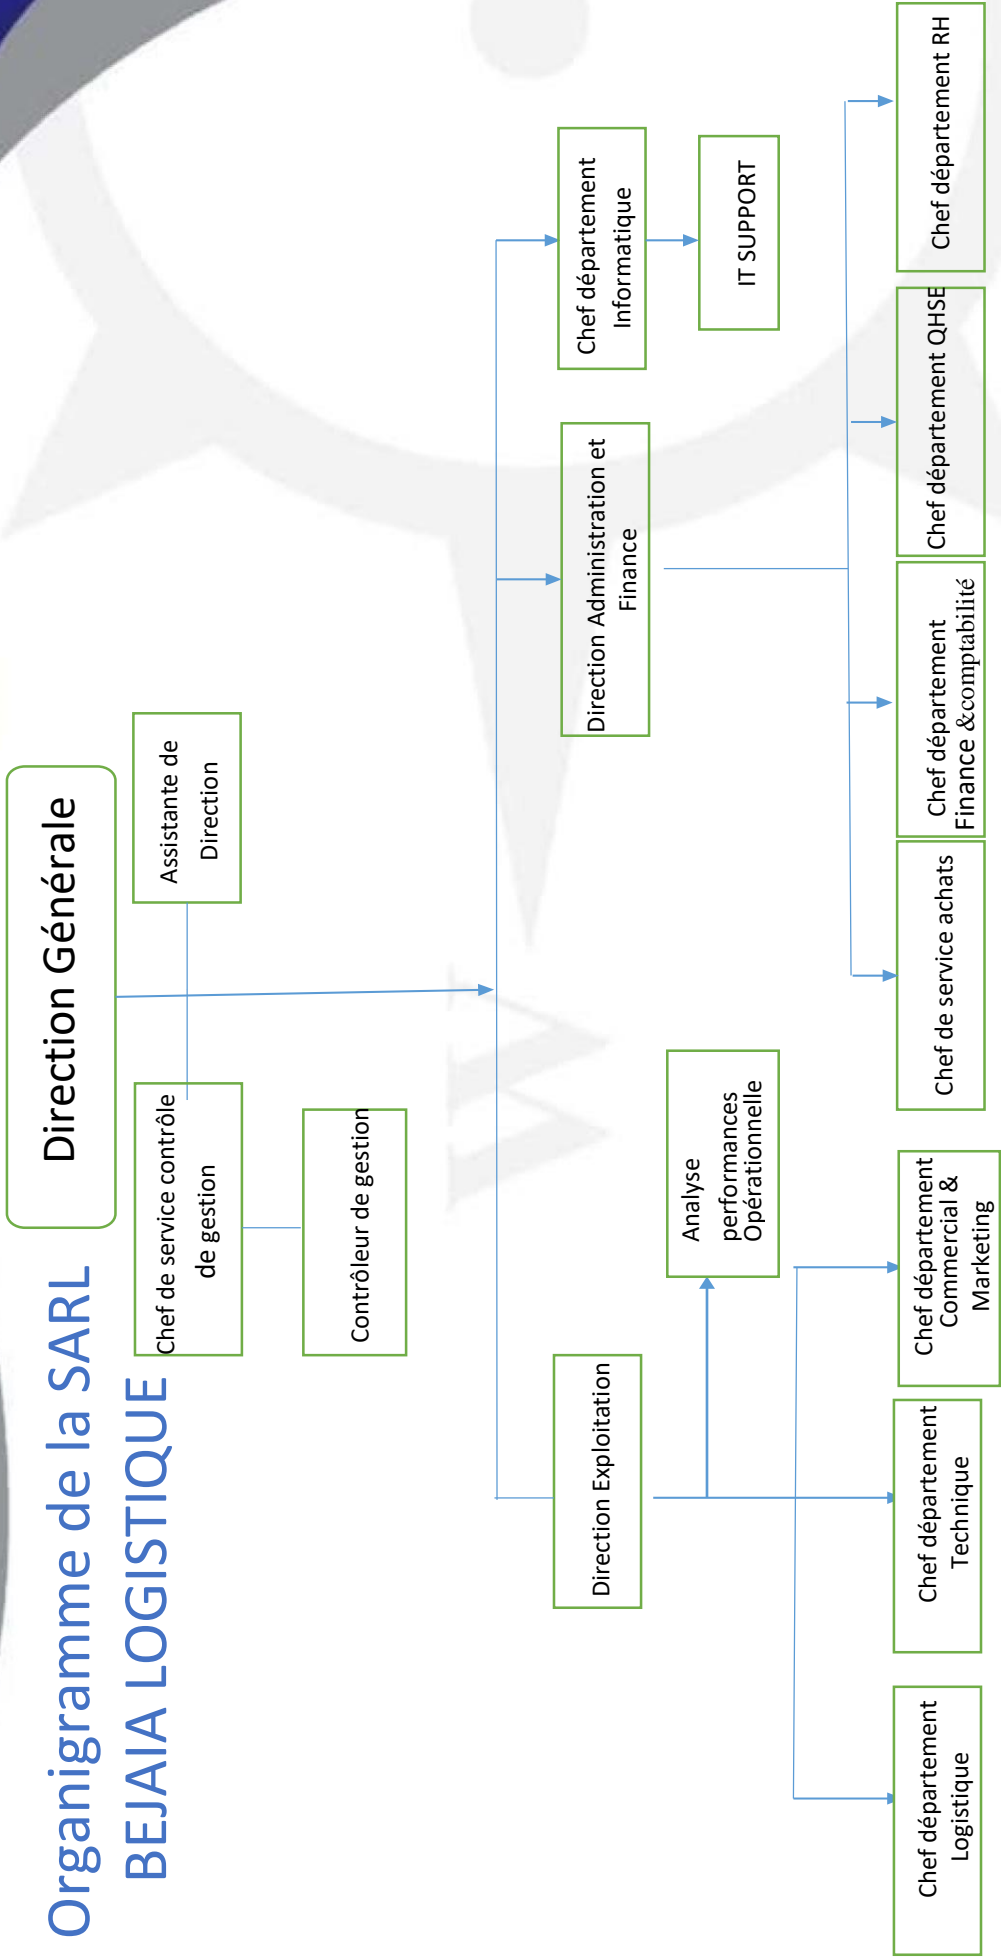 Organigramme de la SARL
BEJAIA LOGISTIQUE
Direction Générale
Chef de service contrôle
de gestion
Assistante de
Direction
Contrôleur de gestion
Direction Exploitation
Direction Administration et
Finance
Chef département
Informatique
Analyse
performances
Opérationnelle
IT SUPPORT
Chef département
Logistique
Chef département
Technique
Chef département
Commercial &
Marketing
Chef de service achats
Chef département
Finance &comptabilité
Chef département QHSE
Chef département RH
W